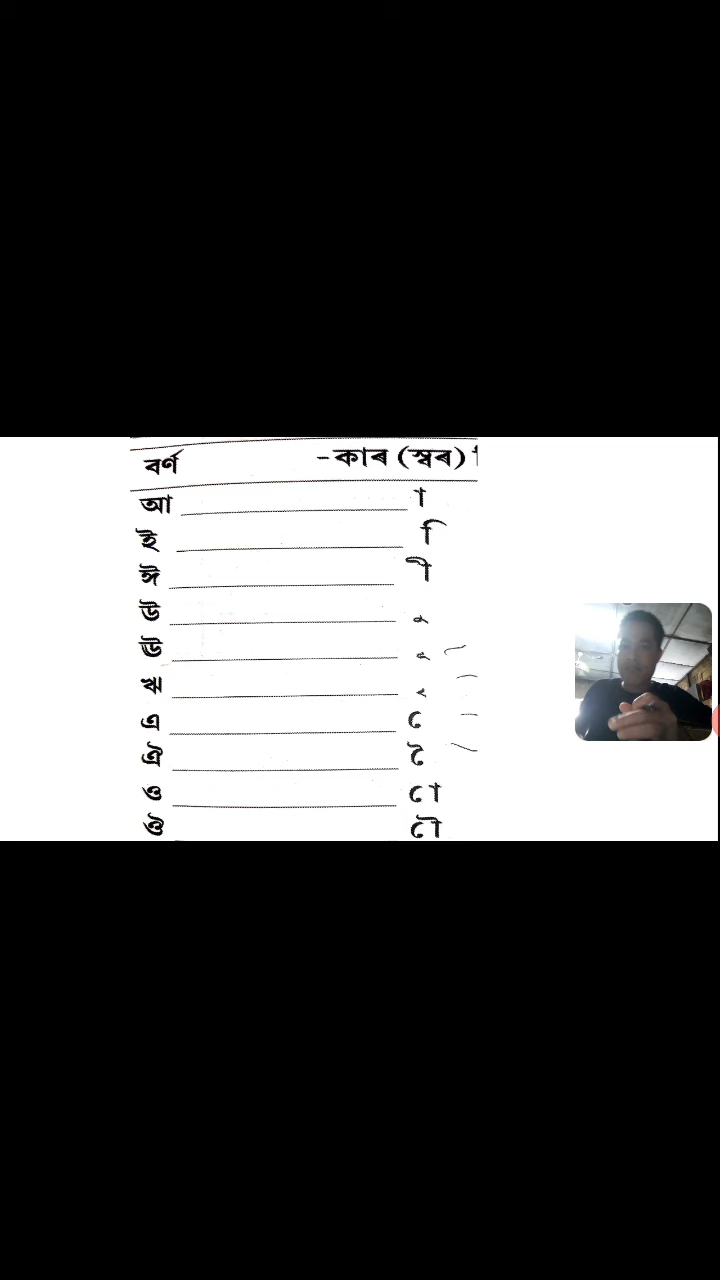 বৰ্ণ -কাৰ (স্বৰ)
আ া
ই ি
ঈ ী
উ ু
ঊ ূ
ঋ ৃ
এ ে
ঐ ৈ
ও ো
ঔ ৌ